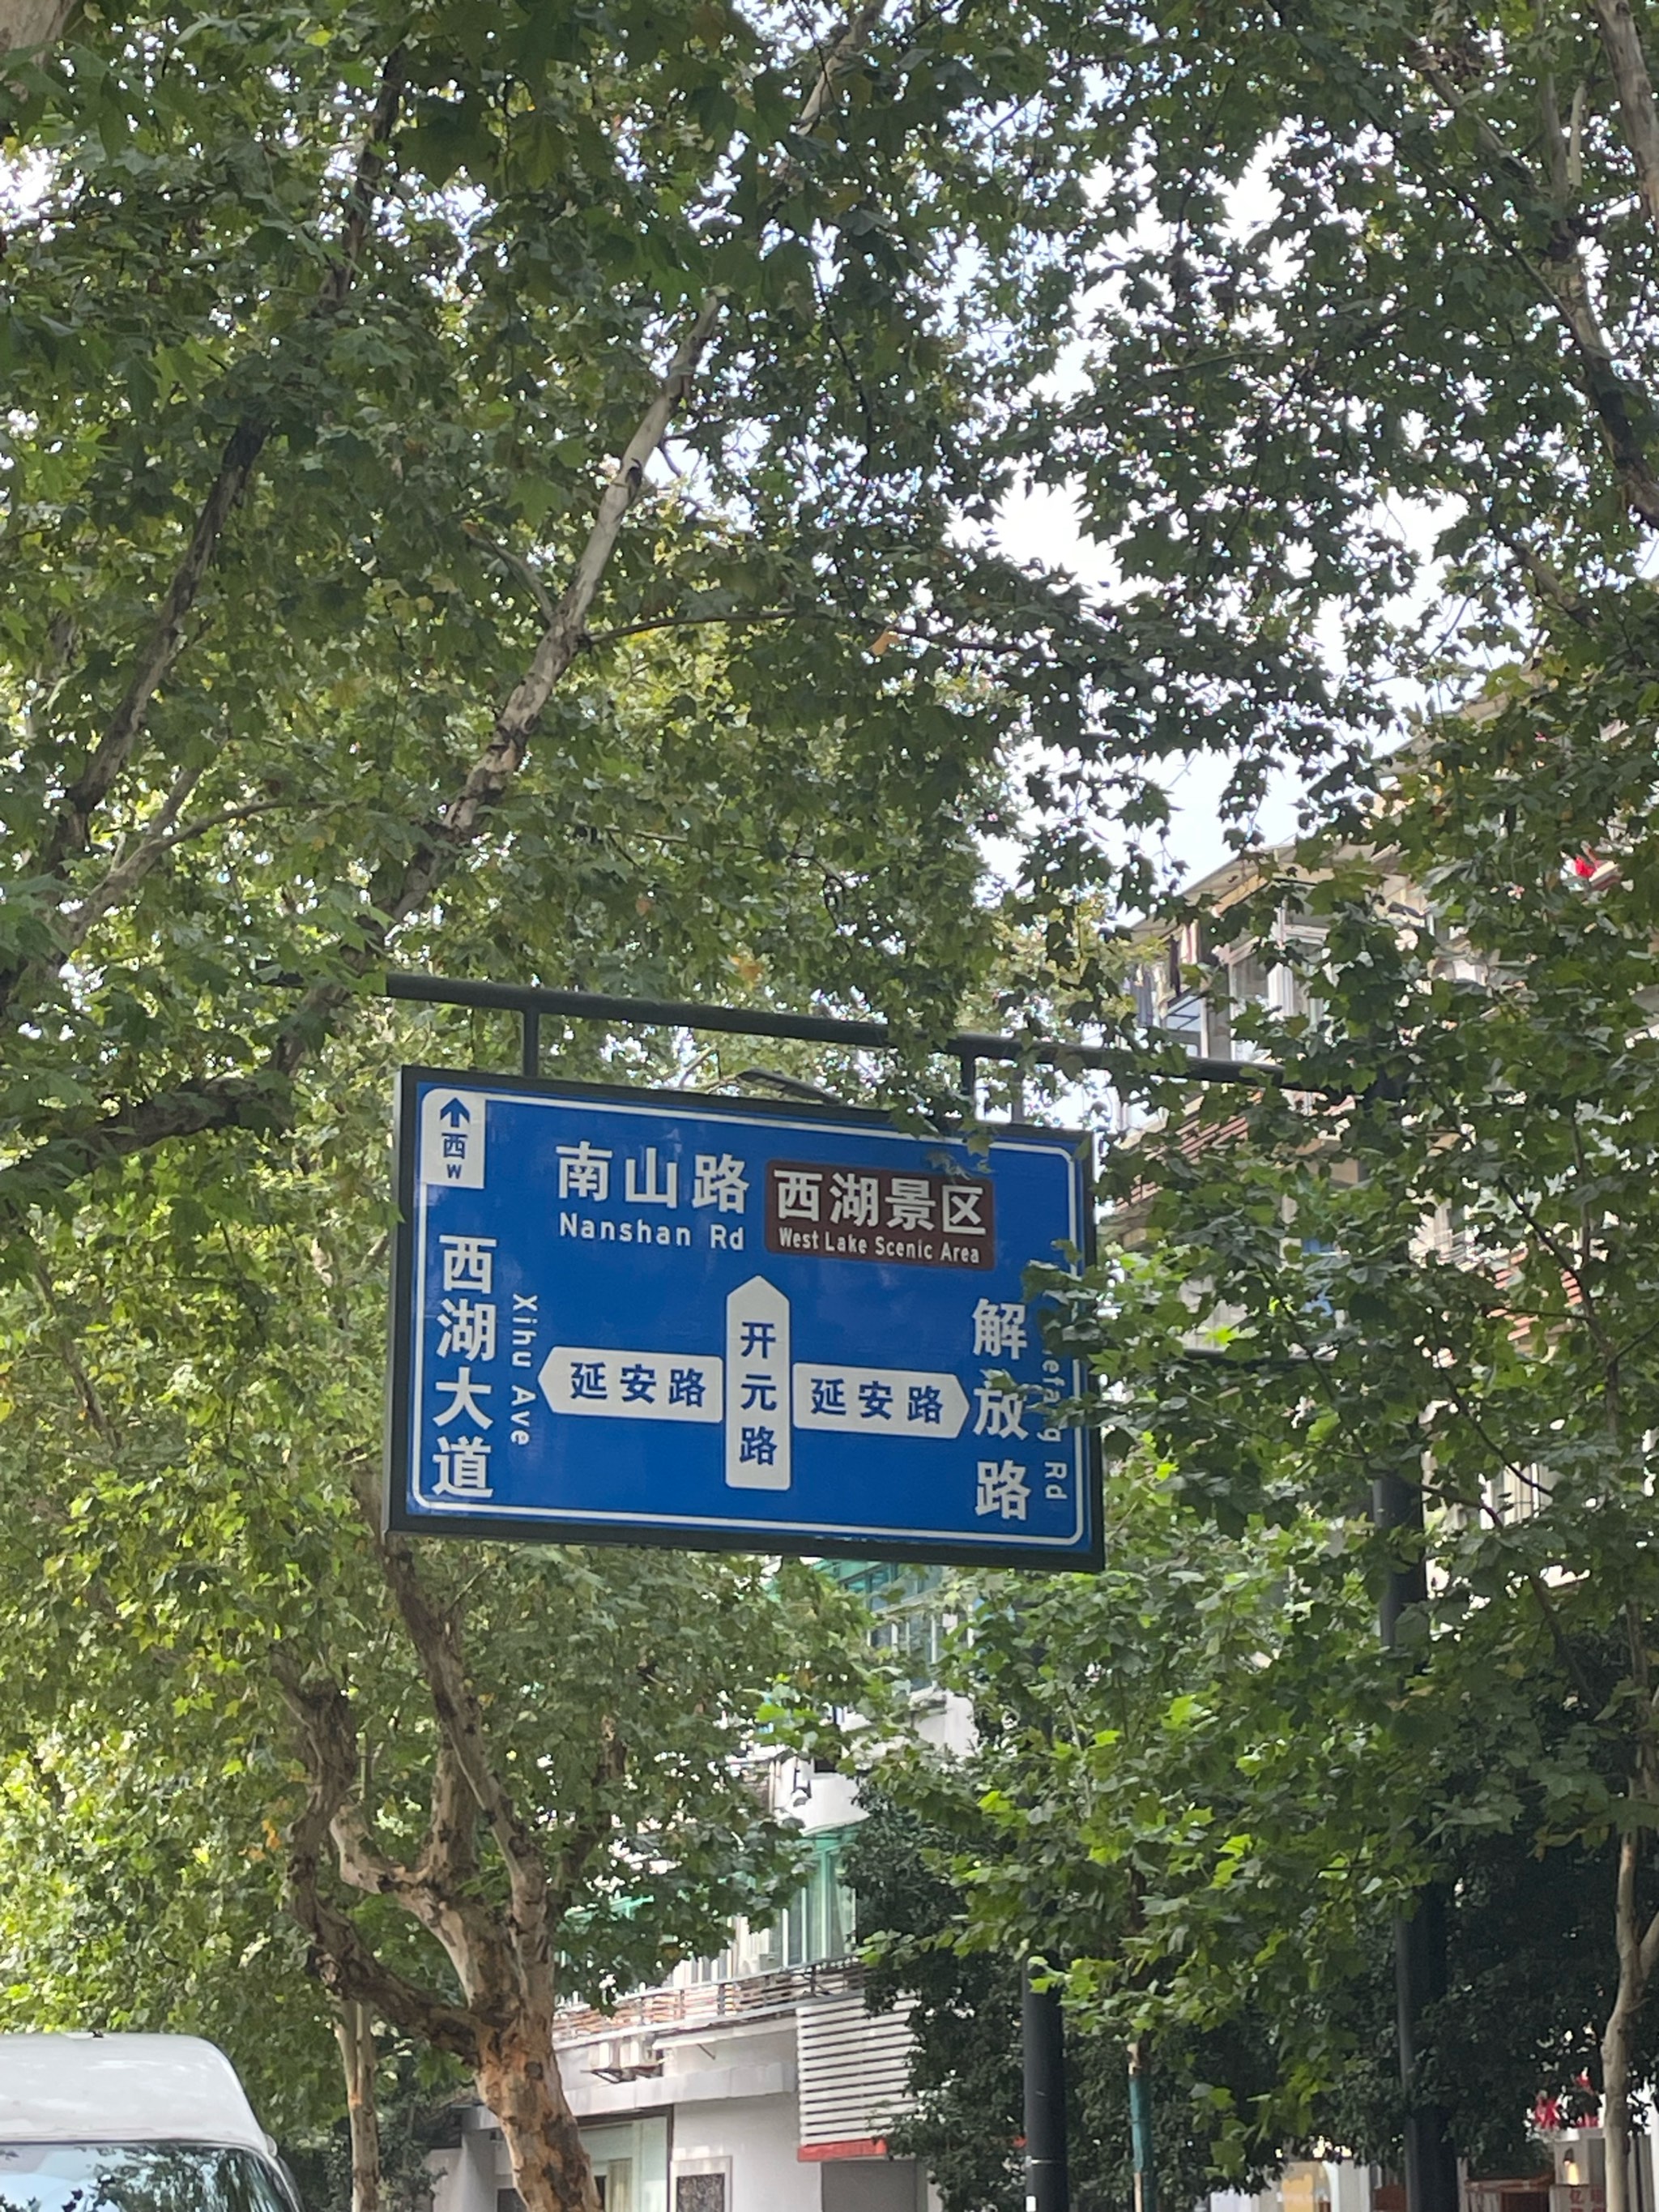 西
W
南山路
Nanshan Rd
西湖景区
West Lake Scenic Area
西湖大道
Xihu Ave
延安路
开元路
延安路
解放路
Rd